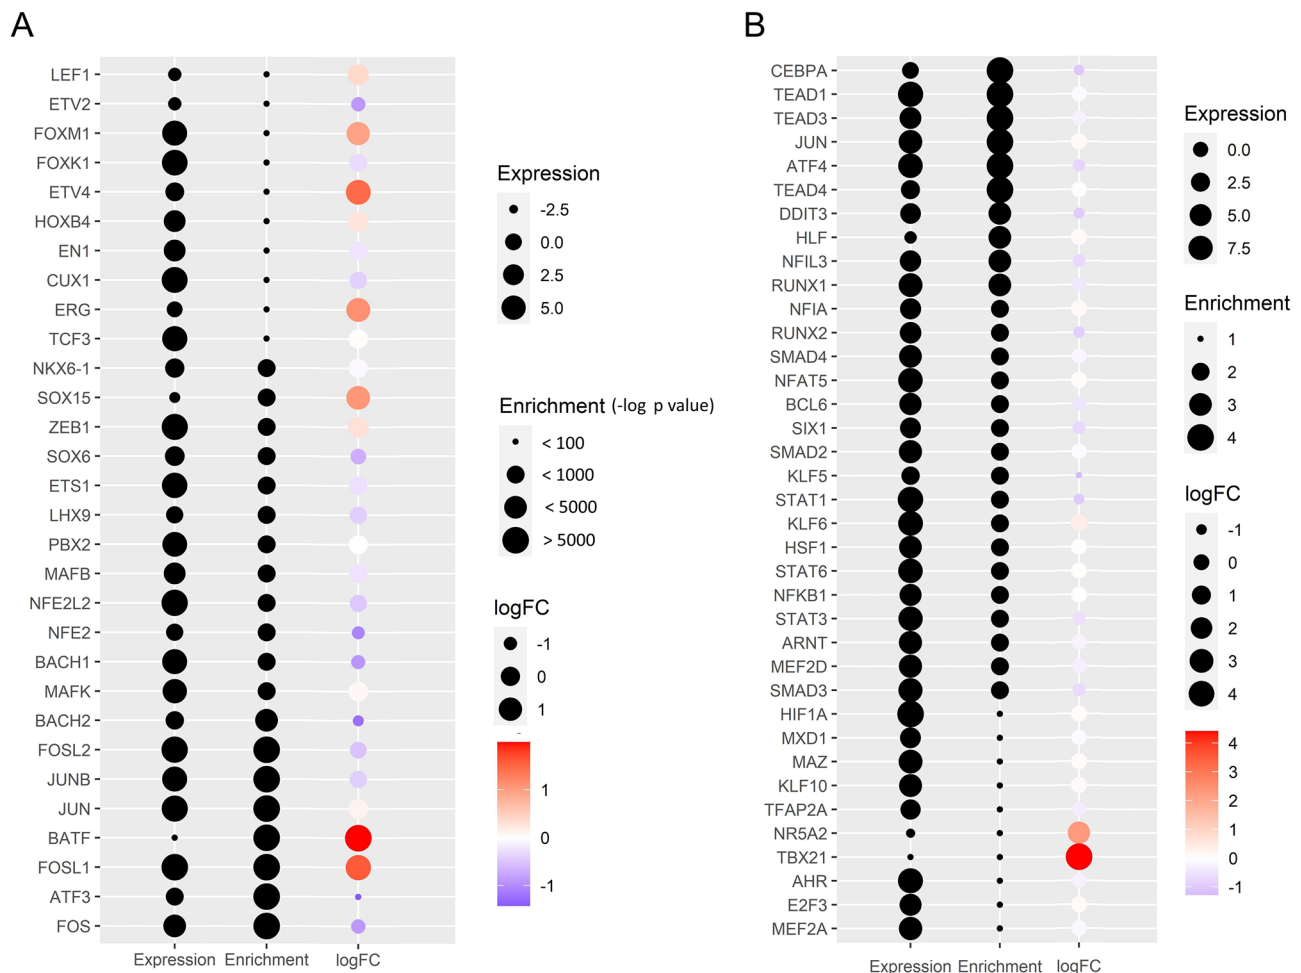 A
LEF1
ETV2
FOXM1
FOXK1
ETV4
HOXB4
EN1
CUX1
ERG
TCF3
NKX6-1
SOX15
ZEB1
SOX6
ETS1
LHX9
PBX2
MAFB
NFE2L2
NFE2
BACH1
MAFK
BACH2
FOSL2
JUNB
JUN
BATF
FOSL1
ATF3
FOS
Expression Enrichment logFC
Expression
-2.5
0.0
2.5
5.0
Enrichment (-log p value)
< 100
< 1000
< 5000
> 5000
logFC
-1
0
1
1
0
-1
B
CEBPA
TEAD1
TEAD3
JUN
ATF4
TEAD4
DDIT3
HLF
NFIL3
RUNX1
NFIA
RUNX2
SMAD4
NFAT5
BCL6
SIX1
SMAD2
KLF5
STAT1
KLF6
HSF1
STAT6
NFKB1
STAT3
ARNT
MEF2D
SMAD3
HIF1A
MXD1
MAZ
KLF10
TFAP2A
NR5A2
TBX21
AHR
E2F3
MEF2A
Expression Enrichment logFC
Expression
0.0
2.5
5.0
7.5
Enrichment
1
2
3
4
logFC
-1
0
1
2
3
4
4
3
2
1
0
-1